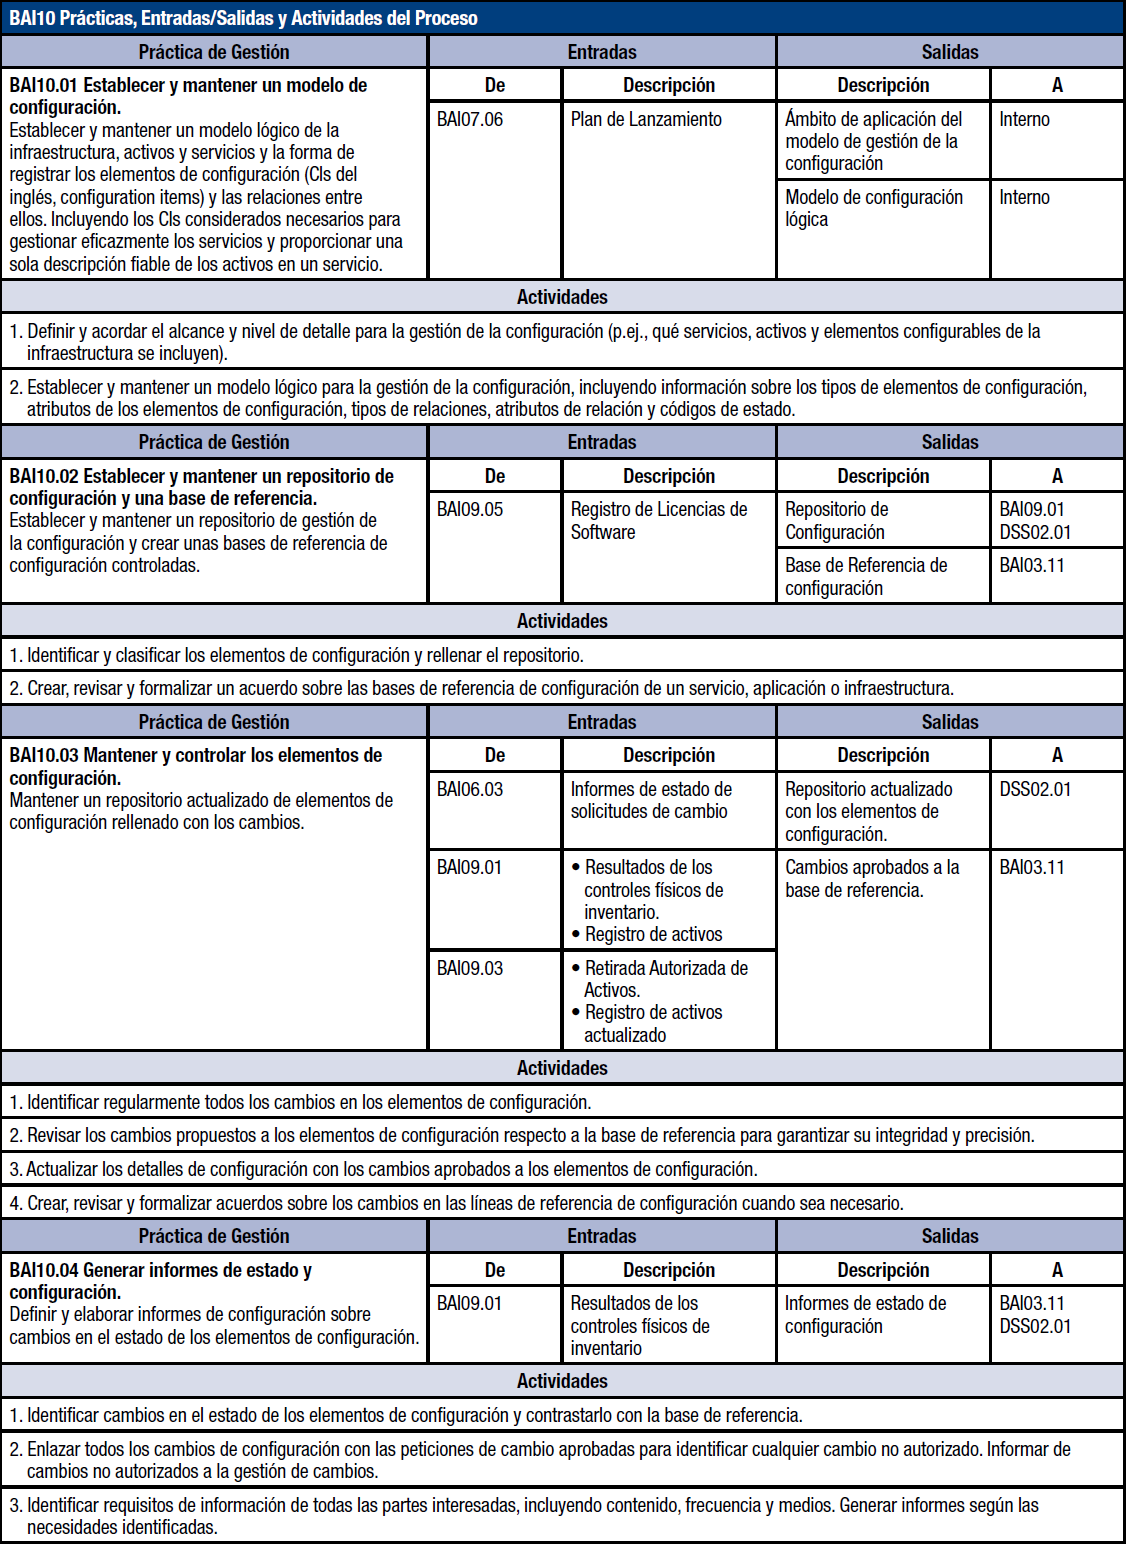 BAI10 Prácticas, Entradas/Salidas y Actividades del Proceso
Práctica de Gestión Entradas Salidas
BAI10.01 Establecer y mantener un modelo de
configuración.
Establecer y mantener un modelo lógico de la
infraestructura, activos y servicios y la forma de
registrar los elementos de configuración (CIs del
inglés, configuration items) y las relaciones entre
ellos. Incluyendo los CIs considerados necesarios para
gestionar eficazmente los servicios y proporcionar una
sola descripción fiable de los activos en un servicio.
De Descripción Descripción A
BAI07.06 Plan de Lanzamiento
Ámbito de aplicación del
modelo de gestión de la
configuración
Interno
Modelo de configuración
lógica
Interno
Actividades
1. Definir y acordar el alcance y nivel de detalle para la gestión de la configuración (p.ej., qué servicios, activos y elementos configurables de la
infraestructura se incluyen).
2. Establecer y mantener un modelo lógico para la gestión de la configuración, incluyendo información sobre los tipos de elementos de configuración,
atributos de los elementos de configuración, tipos de relaciones, atributos de relación y códigos de estado.
Práctica de Gestión Entradas Salidas
BAI10.02 Establecer y mantener un repositorio de
configuración y una base de referencia.
Establecer y mantener un repositorio de gestión de
la configuración y crear unas bases de referencia de
configuración controladas.
De Descripción Descripción A
BAI09.05
Registro de Licencias de
Software
Repositorio de
Configuración
BAI09.01
DSS02.01
Base de Referencia de
configuración
BAI03.11
Actividades
1. Identificar y clasificar los elementos de configuración y rellenar el repositorio.
2. Crear, revisar y formalizar un acuerdo sobre las bases de referencia de configuración de un servicio, aplicación o infraestructura.
Práctica de Gestión Entradas Salidas
BAI10.03 Mantener y controlar los elementos de
configuración.
Mantener un repositorio actualizado de elementos de
configuración rellenado con los cambios.
De Descripción Descripción A
BAI06.03
Informes de estado de
solicitudes de cambio
Repositorio actualizado
con los elementos de
configuración.
DSS02.01
BAI09.01
• Resultados de los
controles físicos de
inventario.
• Registro de activos
Cambios aprobados a la
base de referencia.
BAI03.11
BAI09.03
• Retirada Autorizada de
Activos.
• Registro de activos
actualizado
Actividades
1. Identificar regularmente todos los cambios en los elementos de configuración.
2. Revisar los cambios propuestos a los elementos de configuración respecto a la base de referencia para garantizar su integridad y precisión.
3. Actualizar los detalles de configuración con los cambios aprobados a los elementos de configuración.
4. Crear, revisar y formalizar acuerdos sobre los cambios en las líneas de referencia de configuración cuando sea necesario.
Práctica de Gestión Entradas Salidas
BAI10.04 Generar informes de estado y
configuración.
Definir y elaborar informes de configuración sobre
cambios en el estado de los elementos de configuración.
De Descripción Descripción A
BAI09.01
Resultados de los
controles físicos de
inventario
Informes de estado de
configuración
BAI03.11
DSS02.01
Actividades
1. Identificar cambios en el estado de los elementos de configuración y contrastarlo con la base de referencia.
2. Enlazar todos los cambios de configuración con las peticiones de cambio aprobadas para identificar cualquier cambio no autorizado. Informar de
cambios no autorizados a la gestión de cambios.
3. Identificar requisitos de información de todas las partes interesadas, incluyendo contenido, frecuencia y medios. Generar informes según las
necesidades identificadas.